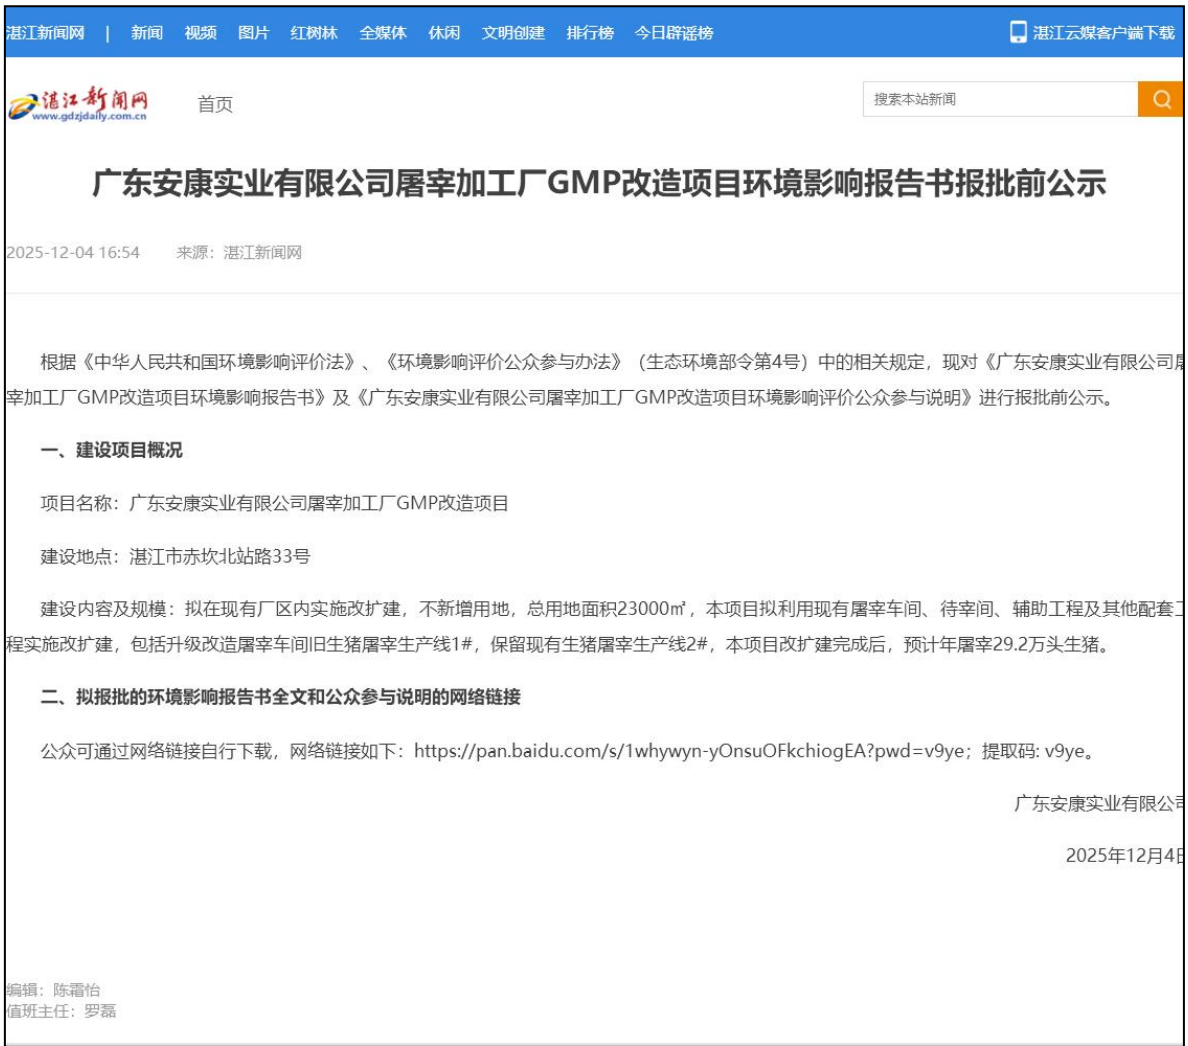 湛江新闻网 | 新闻 视频 图片 红树林 全媒体 休闲 文明创建 排行榜 今日辟谣榜 湛江云媒客户端下载
湛江新闻网 首页 搜索本站新闻
www.gdzjdaily.com.cn
广东安康实业有限公司屠宰加工厂GMP改造项目环境影响报告书报批前公示
2025-12-04 16:54 来源：湛江新闻网
根据《中华人民共和国环境影响评价法》、《环境影响评价公众参与办法》（生态环境部令第4号）中的相关规定，现对《广东安康实业有限公司屠
宰加工厂GMP改造项目环境影响报告书》及《广东安康实业有限公司屠宰加工厂GMP改造项目环境影响评价公众参与说明》进行报批前公示。
一、建设项目概况
项目名称：广东安康实业有限公司屠宰加工厂GMP改造项目
建设地点：湛江市赤坎北站路33号
建设内容及规模：拟在现有厂区内实施改扩建，不新增用地，总用地面积23000㎡，本项目拟利用现有屠宰车间、待宰间、辅助工程及其他配套工
程实施改扩建，包括升级改造屠宰车间旧生猪屠宰生产线1#，保留现有生猪屠宰生产线2#，本项目改扩建完成后，预计年屠宰29.2万头生猪。
二、拟报批的环境影响报告书全文和公众参与说明的网络链接
公众可通过网络链接自行下载，网络链接如下：https://pan.baidu.com/s/1whywyn-yOnsuOFkchiogEA?pwd=v9ye；提取码: v9ye。
广东安康实业有限公司
2025年12月4日
编辑：陈霜怡
值班主任：罗磊